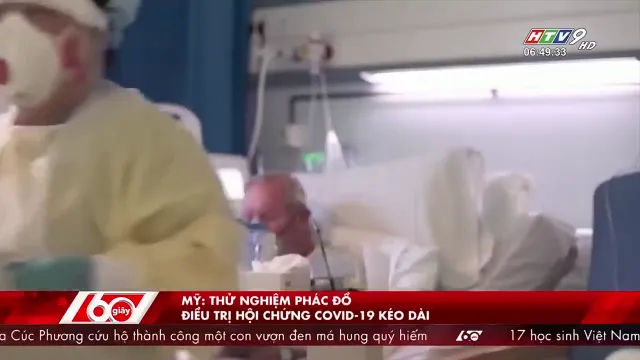 HTV9 HD
06:49:33
60 giây
MỸ: THỬ NGHIỆM PHÁC ĐỒ
ĐIỀU TRỊ HỘI CHỨNG COVID-19 KÉO DÀI
a Cúc Phương cứu hộ thành công một con vượn đen má hung quý hiếm 60 17 học sinh Việt Nam